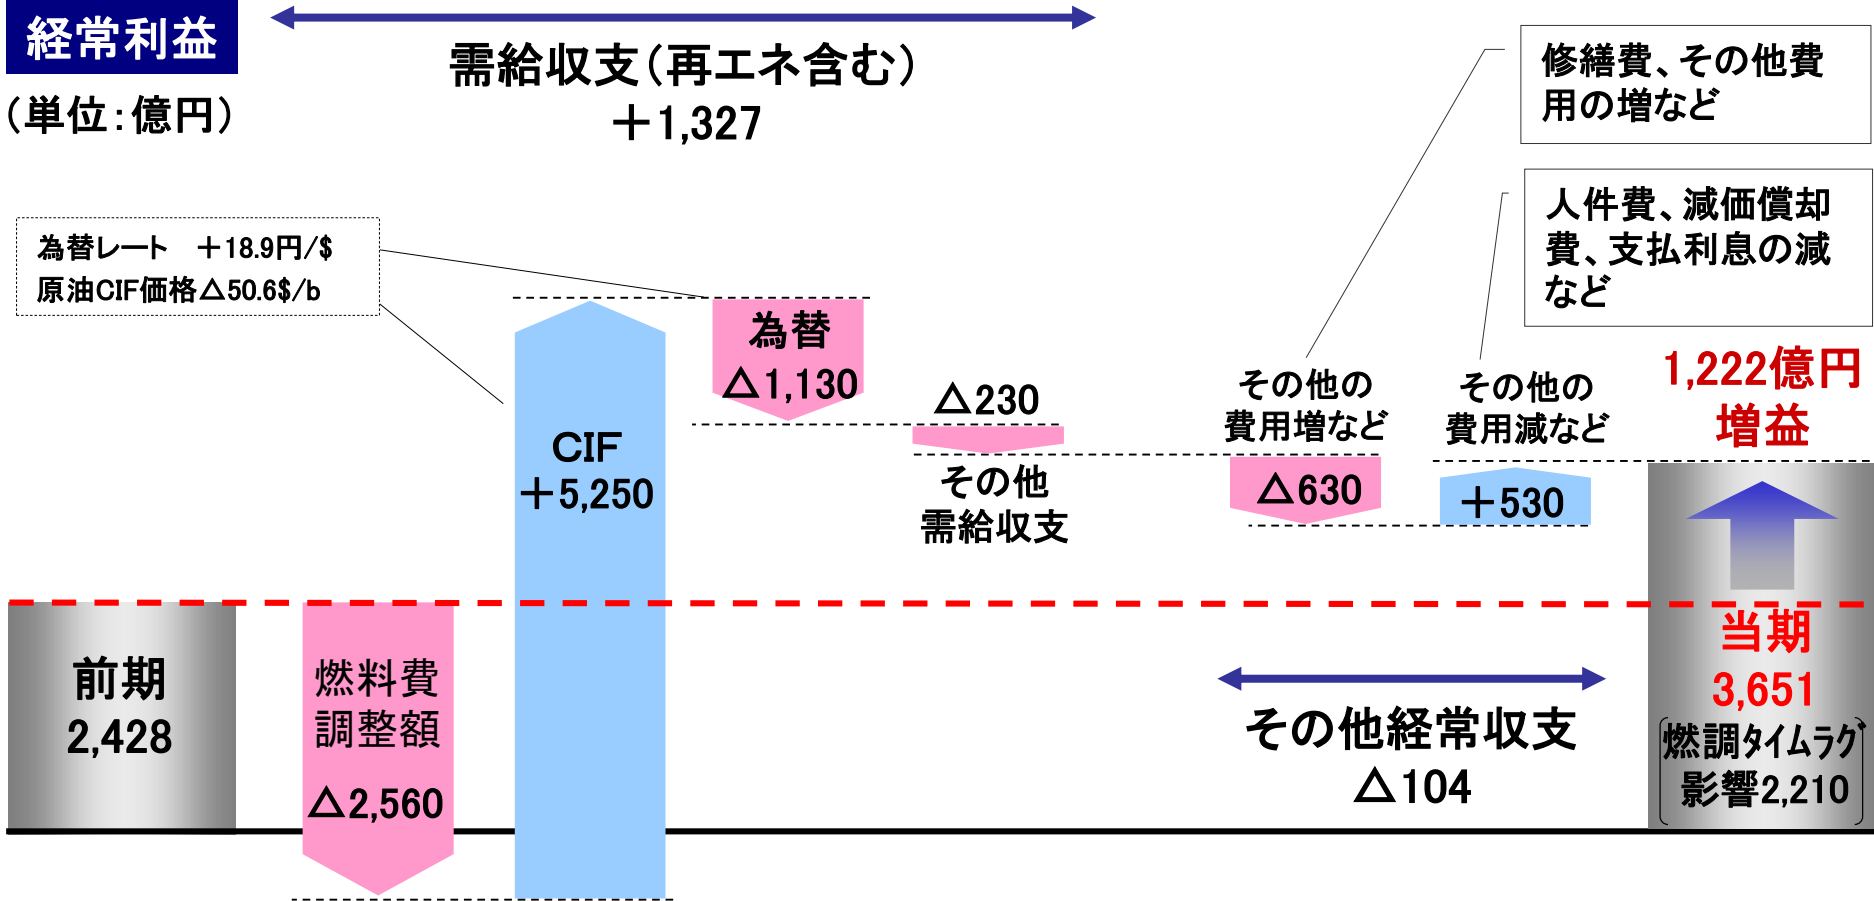 経常利益
（単位：億円）
需給収支（再エネ含む）
＋1,327
修繕費、その他費
用の増など
人件費、減価償却
費、支払利息の減
など
為替レート　＋18.9円/$
原油CIF価格△50.6$/b
為替
△1,130
CIF
＋5,250
△230
その他
需給収支
その他の
費用増など
△630
その他の
費用減など
＋530
1,222億円
増益
前期
2,428
燃料費
調整額
△2,560
その他経常収支
△104
当期
3,651
燃調タイムラグ
影響2,210